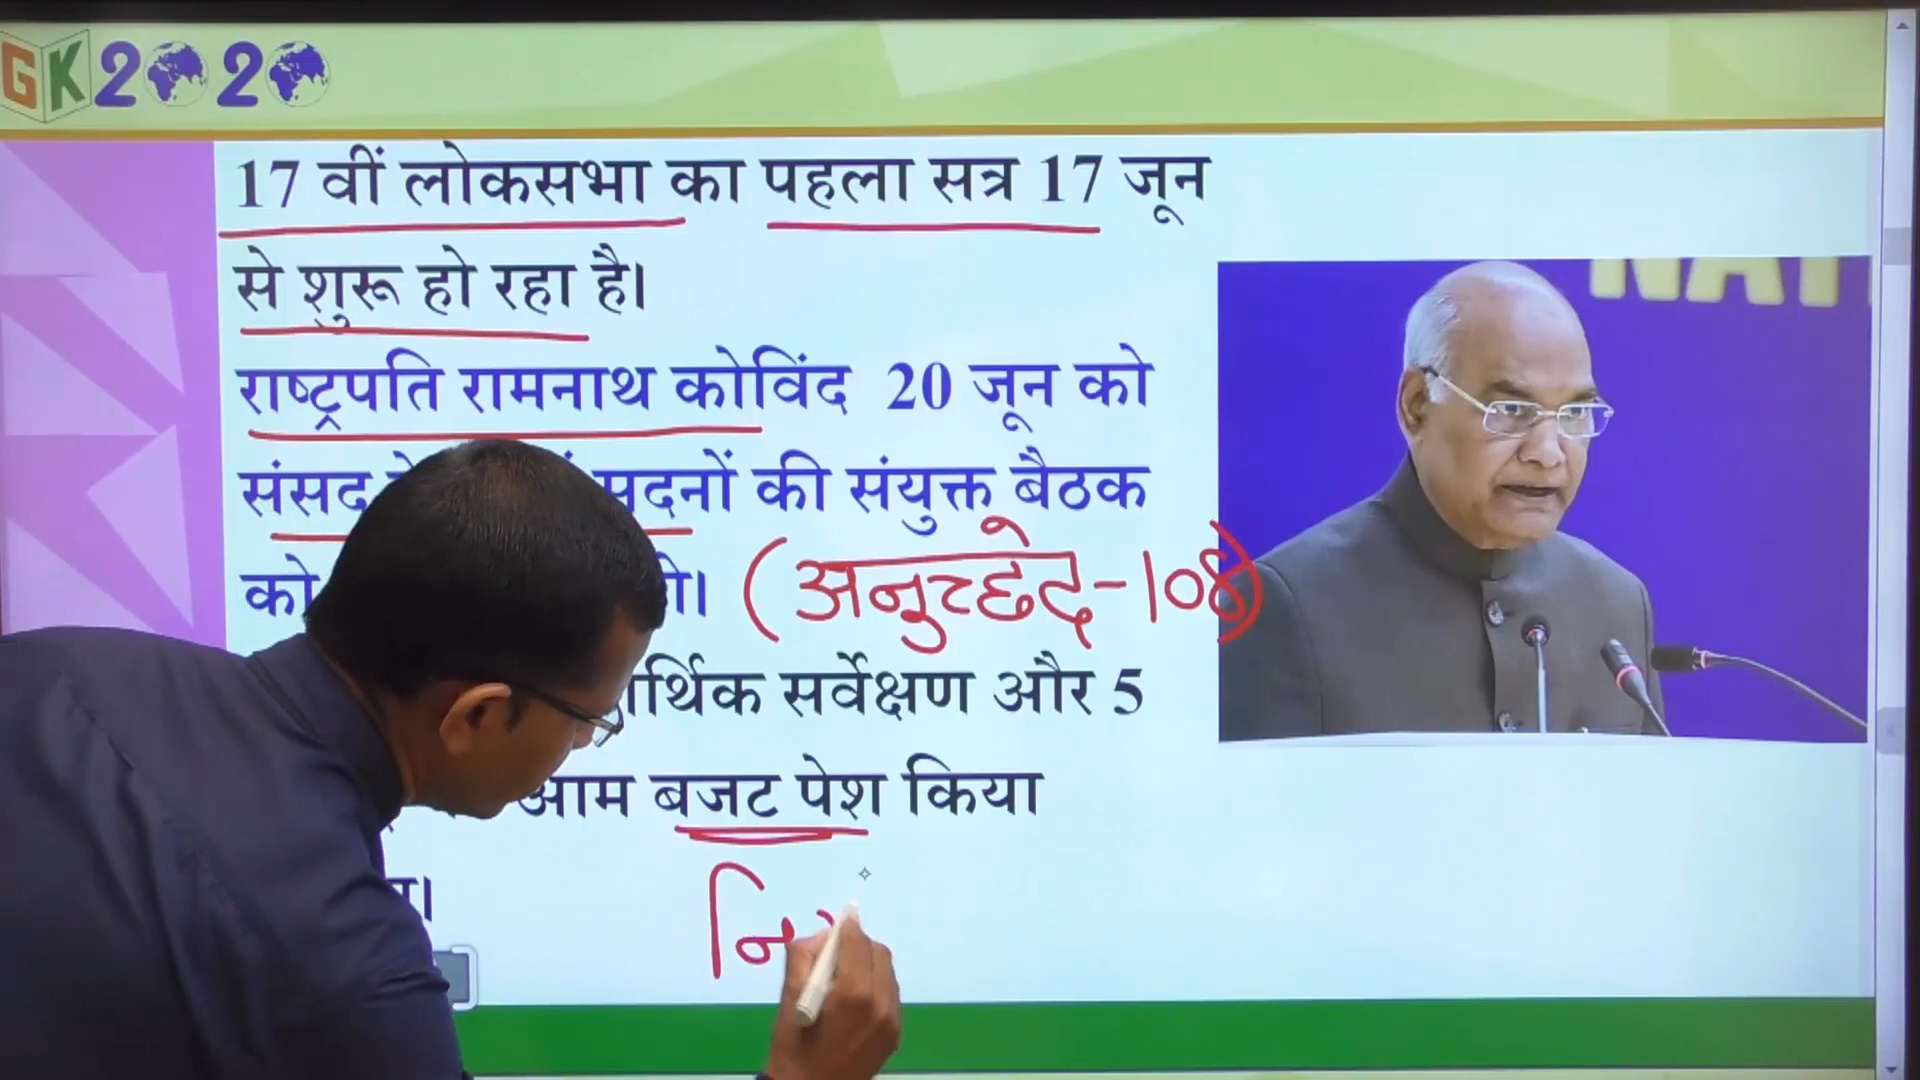 GK2020
17 वीं लोकसभा का पहला सत्र 17 जून
से शुरू हो रहा है।
NAT
राष्ट्रपति रामनाथ कोविंद 20 जून को
संसद सदनों की संयुक्त बैठक
को (अनुच्छेद-108)
आर्थिक सर्वेक्षण और 5
आम बजट पेश किया
नि